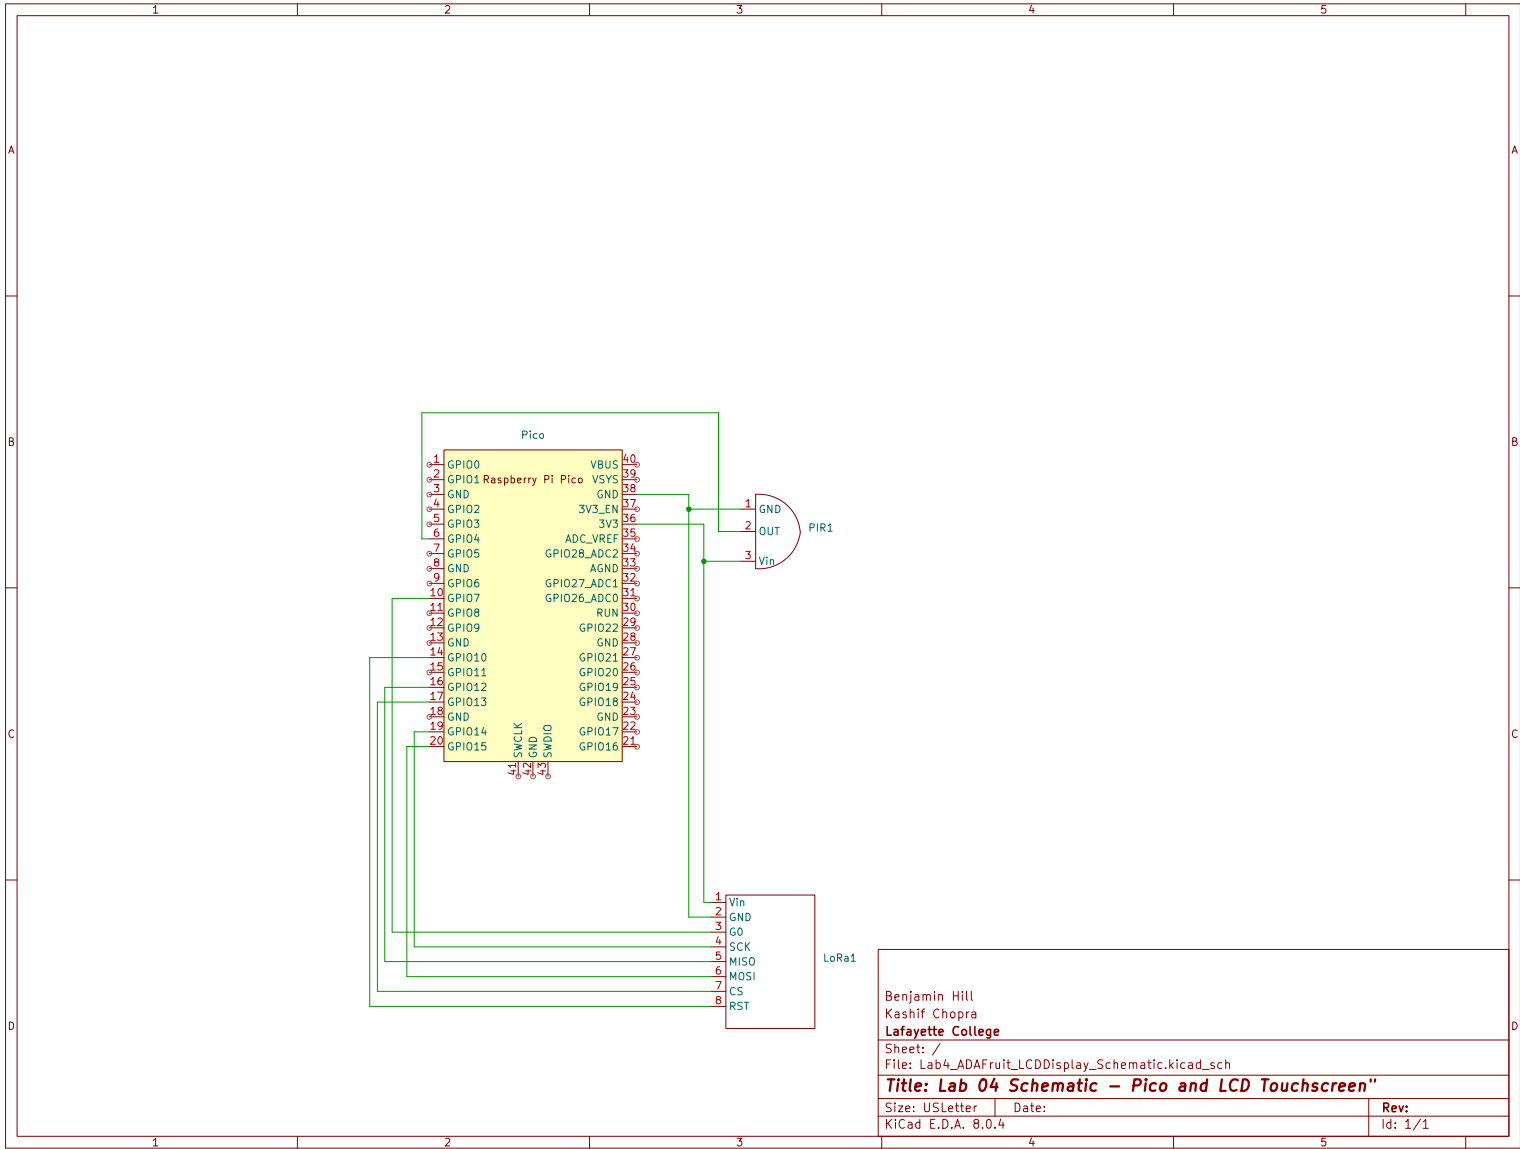 1 2 3 4 5
A A
B B
C C
D D
Pico
Raspberry Pi Pico
1 GPIO0 VBUS 40
2 GPIO1 VSYS 39
3 GND GND 38
4 GPIO2 3V3_EN 37
5 GPIO3 3V3 36
6 GPIO4 ADC_VREF 35
7 GPIO5 GPIO28_ADC2 34
8 GND AGND 33
9 GPIO6 GPIO27_ADC1 32
10 GPIO7 GPIO26_ADC0 31
11 GPIO8 RUN 30
12 GPIO9 GPIO22 29
13 GND GND 28
14 GPIO10 GPIO21 27
15 GPIO11 GPIO20 26
16 GPIO12 GPIO19 25
17 GPIO13 GPIO18 24
18 GND GND 23
19 GPIO14 GPIO17 22
20 GPIO15 GPIO16 21
41 SWCLK
42 GND
43 SWDIO
1 GND
2 OUT
3 Vin
PIR1
1 Vin
2 GND
3 G0
4 SCK
5 MISO
6 MOSI
7 CS
8 RST
LoRa1
Benjamin Hill
Kashif Chopra
Lafayette College
Sheet: /
File: Lab4_ADAFruit_LCDDisplay_Schematic.kicad_sch
Title: Lab 04 Schematic – Pico and LCD Touchscreen"
Size: USLetter Date: Rev:
KiCad E.D.A. 8.0.4 Id: 1/1
1 2 3 4 5